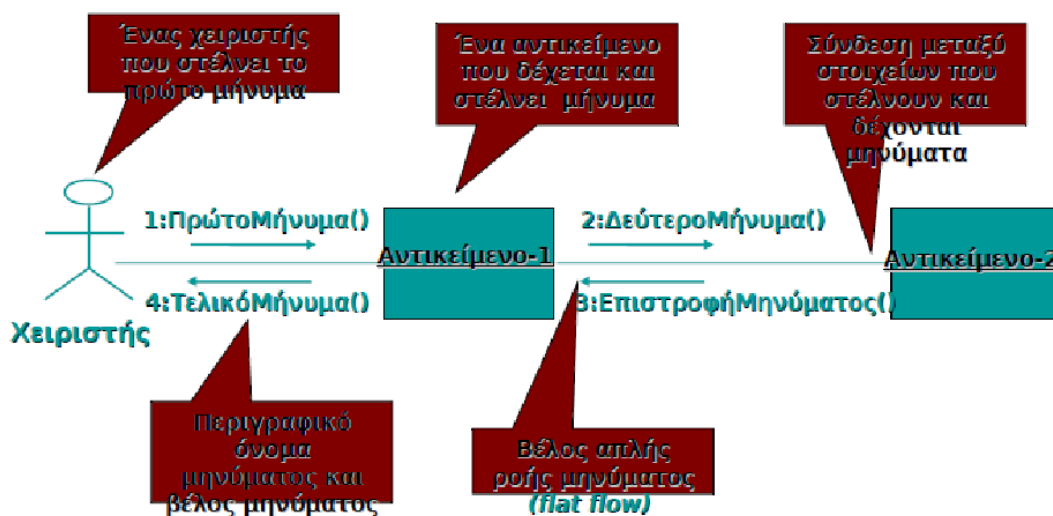 Ένας χειριστής
που στέλνει το
πρώτο μήνυμα
Ένα αντικείμενο
που δέχεται και
στέλνει μήνυμα
Σύνδεση μεταξύ
στοιχείων που
στέλνουν και
δέχονται
μηνύματα
1:ΠρώτοΜήνυμα()
2:ΔεύτεροΜήνυμα()
Αντικείμενο-1
Αντικείμενο-2
4:ΤελικόΜήνυμα()
3:ΕπιστροφήΜηνύματος()
Χειριστής
Περιγραφικό
όνομα
μηνύματος και
βέλος μηνύματος
Βέλος απλής
ροής μηνύματος
(flat flow)